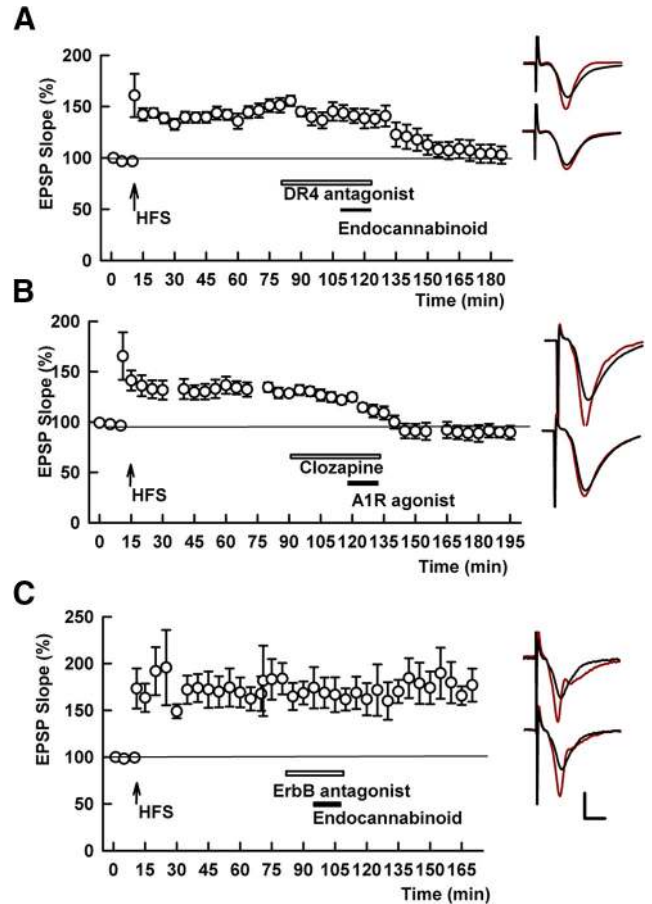 A
EPSP Slope (%)
200
150
100
50
0
HFS
DR4 antagonist
Endocannabinoid
0 15 30 45 60 75 90 105 120 135 150 165 180
Time (min)
B
EPSP Slope (%)
200
150
100
50
0
HFS
Clozapine
A1R agonist
0 15 30 45 60 75 90 105 120 135 150 165 180 195
Time (min)
C
EPSP Slope (%)
250
200
150
100
50
0
HFS
ErbB antagonist
Endocannabinoid
0 15 30 45 60 75 90 105 120 135 150 165
Time (min)